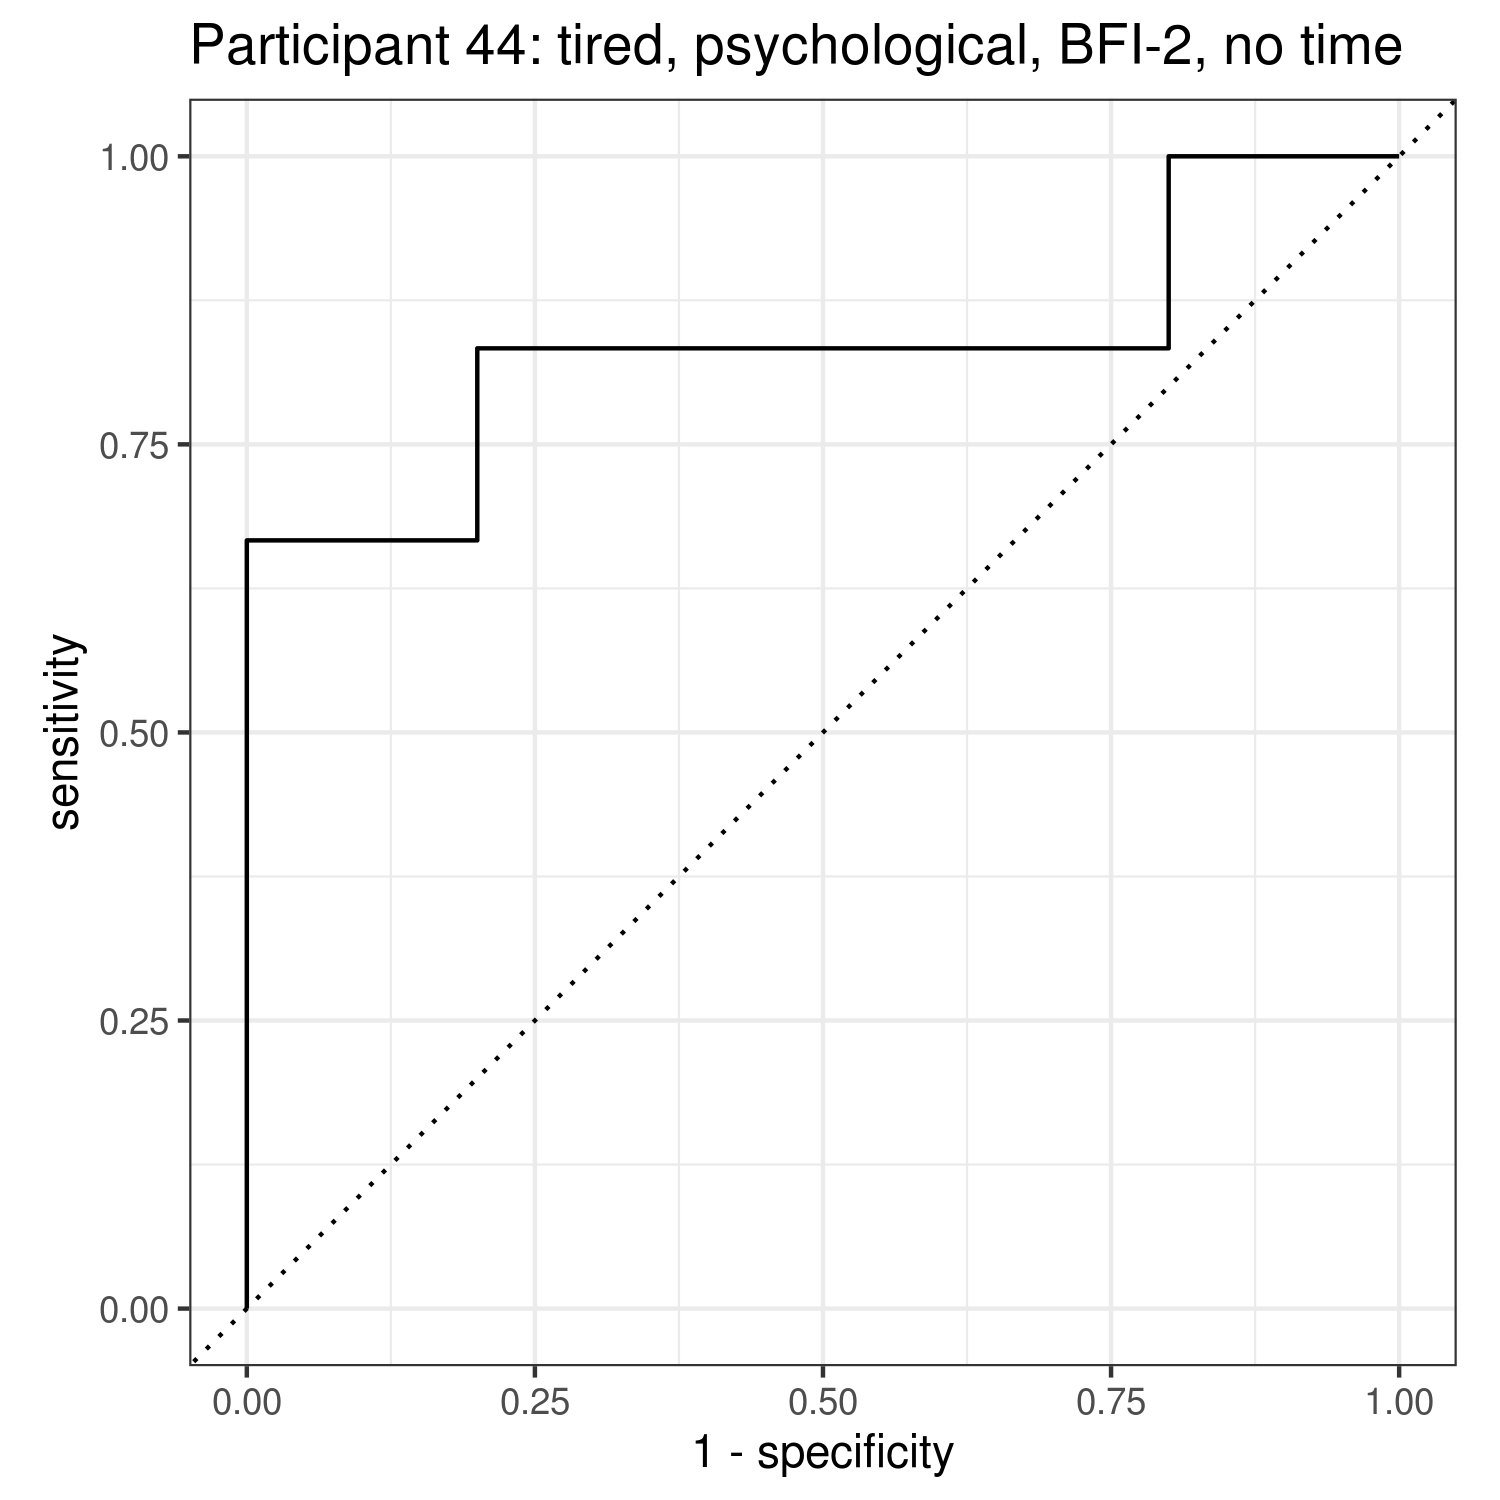 Participant 44: tired, psychological, BFI-2, no time
1.00
0.75
0.50
0.25
0.00
sensitivity
0.00 0.25 0.50 0.75 1.00
1 - specificity